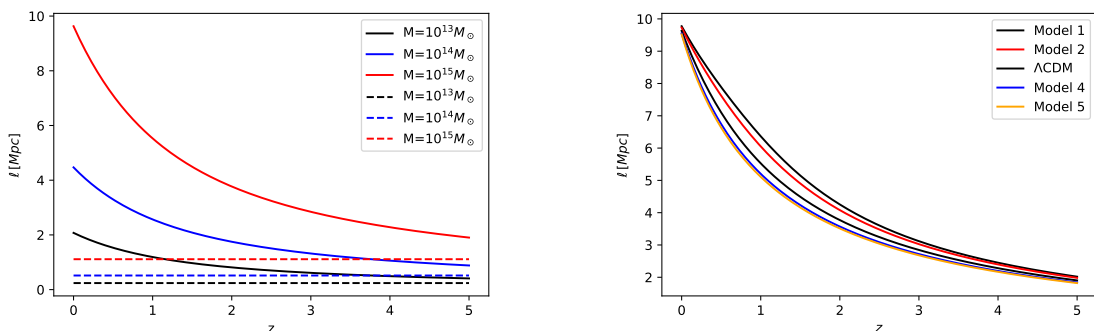 10
8
6
4
2
0
ℓ [Mpc]
0 1 2 3 4 5
z
M=10¹³M⊙
M=10¹⁴M⊙
M=10¹⁵M⊙
M=10¹³M⊙
M=10¹⁴M⊙
M=10¹⁵M⊙
10
9
8
7
6
5
4
3
2
ℓ [Mpc]
0 1 2 3 4 5
z
Model 1
Model 2
ΛCDM
Model 4
Model 5